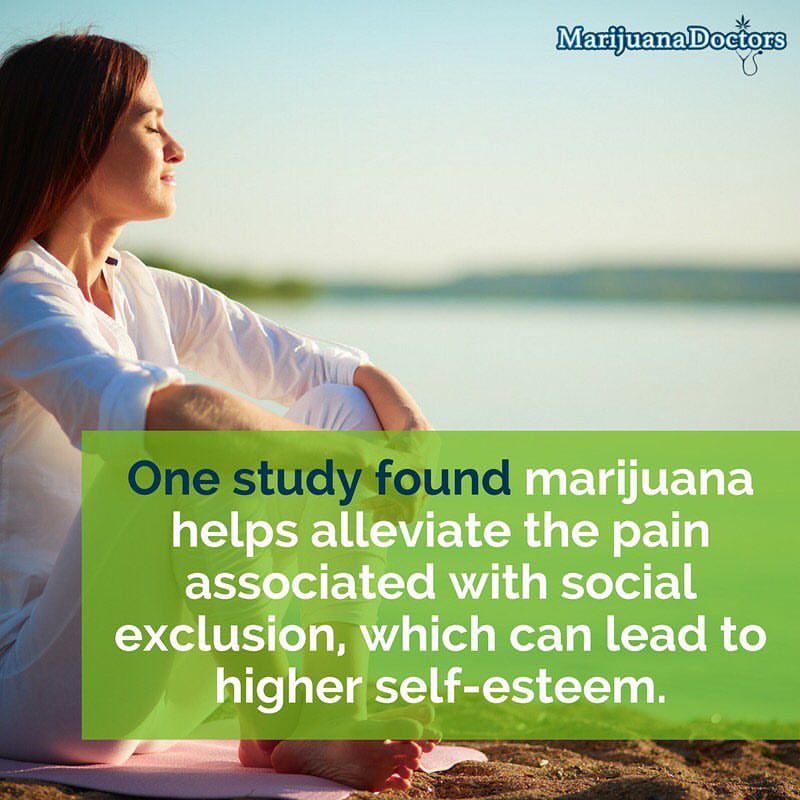 MarijuanaDoctors
One study found marijuana
helps alleviate the pain
associated with social
exclusion, which can lead to
higher self-esteem.